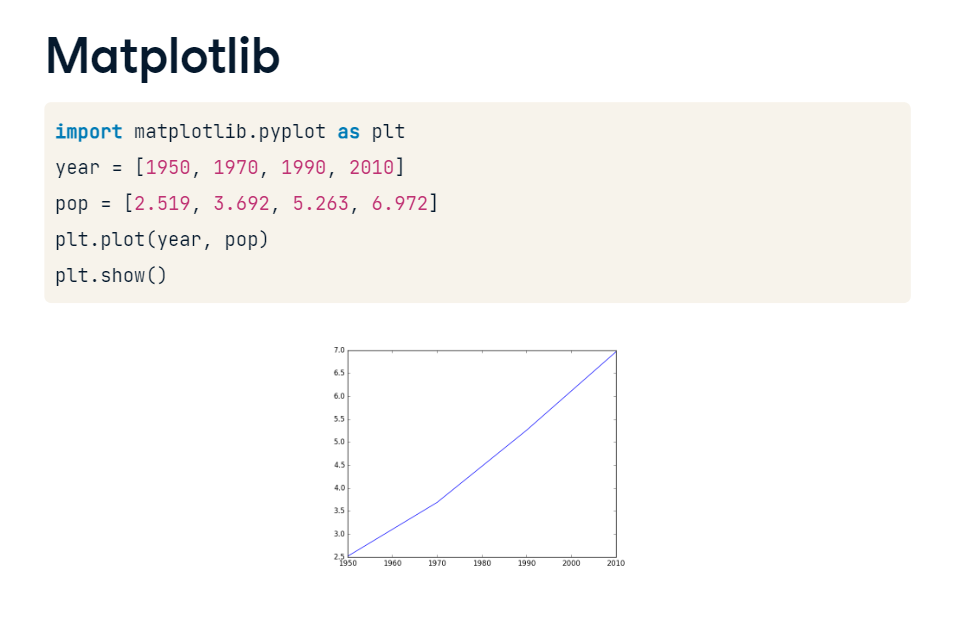 Matplotlib
import matplotlib.pyplot as plt
year = [1950, 1970, 1990, 2010]
pop = [2.519, 3.692, 5.263, 6.972]
plt.plot(year, pop)
plt.show()
7.0
6.5
6.0
5.5
5.0
4.5
4.0
3.5
3.0
2.5
1950 1960 1970 1980 1990 2000 2010